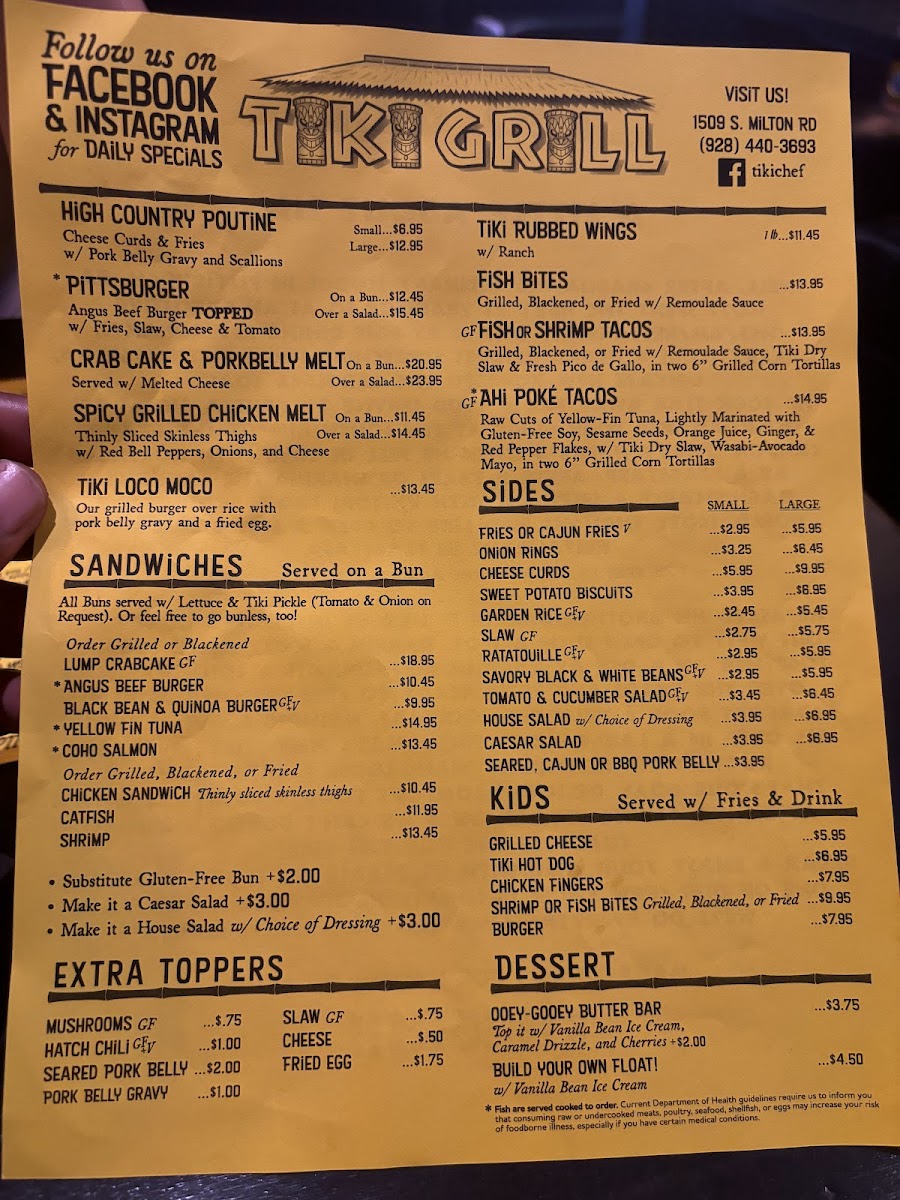 Follow us on
FACEBOOK
& INSTAGRAM
for DAILY SPECIALS
TIKI GRILL
VISIT US!
1509 S. MILTON RD
(928) 440-3693
f tikichef
HIGH COUNTRY POUTINE
Small...$6.95
Cheese Curds & Fries
Large...$12.95
w/ Pork Belly Gravy and Scallions
* PITTSBURGER
On a Bun...$12.45
Angus Beef Burger TOPPED
Over a Salad...$15.45
w/ Fries, Slaw, Cheese & Tomato
CRAB CAKE & PORKBELLY MELT On a Bun...$20.95
Served w/ Melted Cheese Over a Salad...$23.95
SPICY GRILLED CHICKEN MELT On a Bun...$11.45
Thinly Sliced Skinless Thighs Over a Salad...$14.45
w/ Red Bell Peppers, Onions, and Cheese
TIKI LOCO MOCO ...$13.45
Our grilled burger over rice with
pork belly gravy and a fried egg.
SANDWICHES Served on a Bun
All Buns served w/ Lettuce & Tiki Pickle (Tomato & Onion on
Request). Or feel free to go bunless, too!
Order Grilled or Blackened
LUMP CRABCAKE GF ...$18.95
* ANGUS BEEF BURGER ...$10.45
BLACK BEAN & QUINOA BURGER GF+V ...$9.95
* YELLOW FIN TUNA ...$14.95
* COHO SALMON ...$13.45
Order Grilled, Blackened, or Fried
CHICKEN SANDWICH Thinly sliced skinless thighs ...$10.45
CATFISH ...$11.95
SHRIMP ...$13.45
• Substitute Gluten-Free Bun +$2.00
• Make it a Caesar Salad +$3.00
• Make it a House Salad w/ Choice of Dressing +$3.00
EXTRA TOPPERS
MUSHROOMS GF ...$.75
HATCH CHILI GF+V ...$1.00
SEARED PORK BELLY ...$2.00
PORK BELLY GRAVY ...$1.00
SLAW GF ...$.75
CHEESE ...$.50
FRIED EGG ...$1.75
TIKI RUBBED WINGS 1 lb...$11.45
w/ Ranch
FISH BITES ...$13.95
Grilled, Blackened, or Fried w/ Remoulade Sauce
GF FISH OR SHRIMP TACOS ...$13.95
Grilled, Blackened, or Fried w/ Remoulade Sauce, Tiki Dry
Slaw & Fresh Pico de Gallo, in two 6" Grilled Corn Tortillas
* GF AHI POKÉ TACOS ...$14.95
Raw Cuts of Yellow-Fin Tuna, Lightly Marinated with
Gluten-Free Soy, Sesame Seeds, Orange Juice, Ginger, &
Red Pepper Flakes, w/ Tiki Dry Slaw, Wasabi-Avocado
Mayo, in two 6" Grilled Corn Tortillas
SIDES SMALL LARGE
FRIES OR CAJUN FRIES V ...$2.95 ...$5.95
ONION RINGS ...$3.25 ...$6.45
CHEESE CURDS ...$5.95 ...$9.95
SWEET POTATO BISCUITS ...$3.95 ...$6.95
GARDEN RICE GF+V ...$2.45 ...$5.45
SLAW GF ...$2.75 ...$5.75
RATATOUILLE GF+V ...$2.95 ...$5.95
SAVORY BLACK & WHITE BEANS GF+V ...$2.95 ...$5.95
TOMATO & CUCUMBER SALAD GF+V ...$3.45 ...$6.45
HOUSE SALAD w/ Choice of Dressing ...$3.95 ...$6.95
CAESAR SALAD ...$3.95 ...$6.95
SEARED, CAJUN OR BBQ PORK BELLY ...$3.95
KIDS Served w/ Fries & Drink
GRILLED CHEESE ...$5.95
TIKI HOT DOG ...$6.95
CHICKEN FINGERS ...$7.95
SHRIMP OR FISH BITES Grilled, Blackened, or Fried ...$9.95
BURGER ...$7.95
DESSERT
OOEY-GOOEY BUTTER BAR ...$3.75
Top it w/ Vanilla Bean Ice Cream,
Caramel Drizzle, and Cherries +$2.00
BUILD YOUR OWN FLOAT! ...$4.50
w/ Vanilla Bean Ice Cream
* Fish are served cooked to order. Current Department of Health guidelines require us to inform you
that consuming raw or undercooked meats, poultry, seafood, shellfish, or eggs may increase your risk
of foodborne illness, especially if you have certain medical conditions.